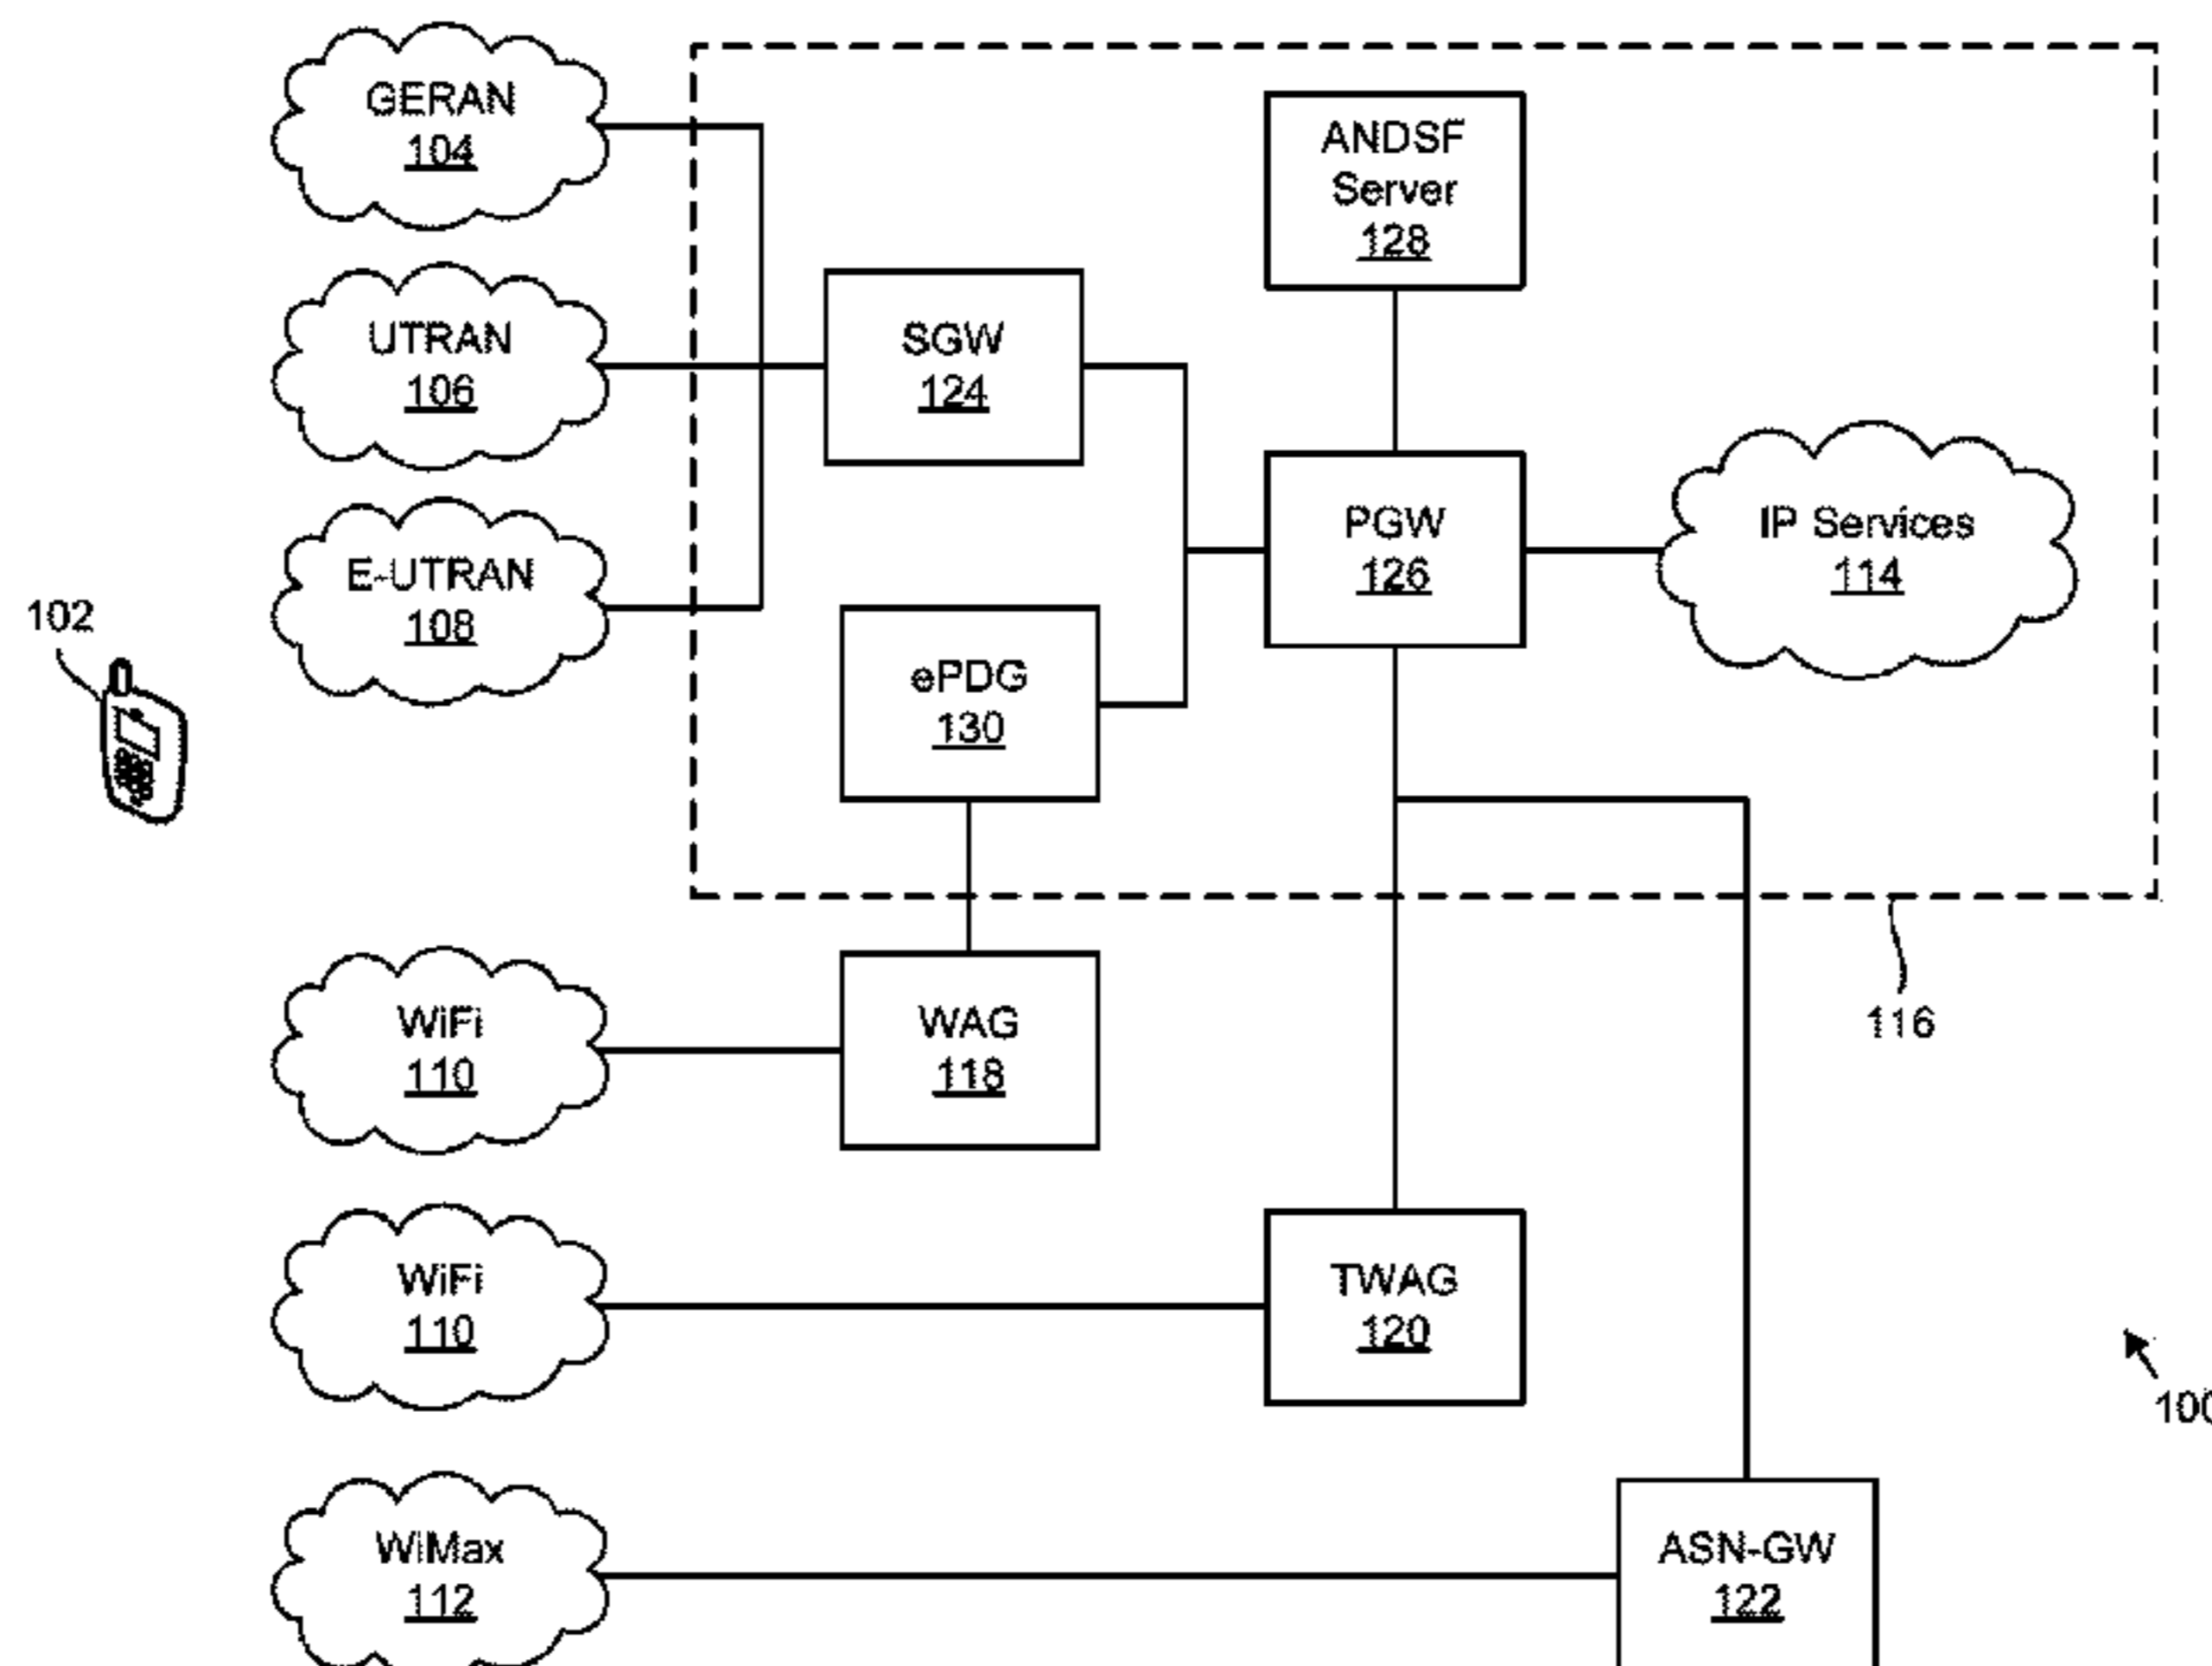 GERAN
104
ANDSF
Server
128
UTRAN
106
SGW
124
E-UTRAN
108
PGW
126
IP Services
114
102
ePDG
130
WiFi
110
WAG
118
116
WiFi
110
TWAG
120
100
WiMax
112
ASN-GW
122